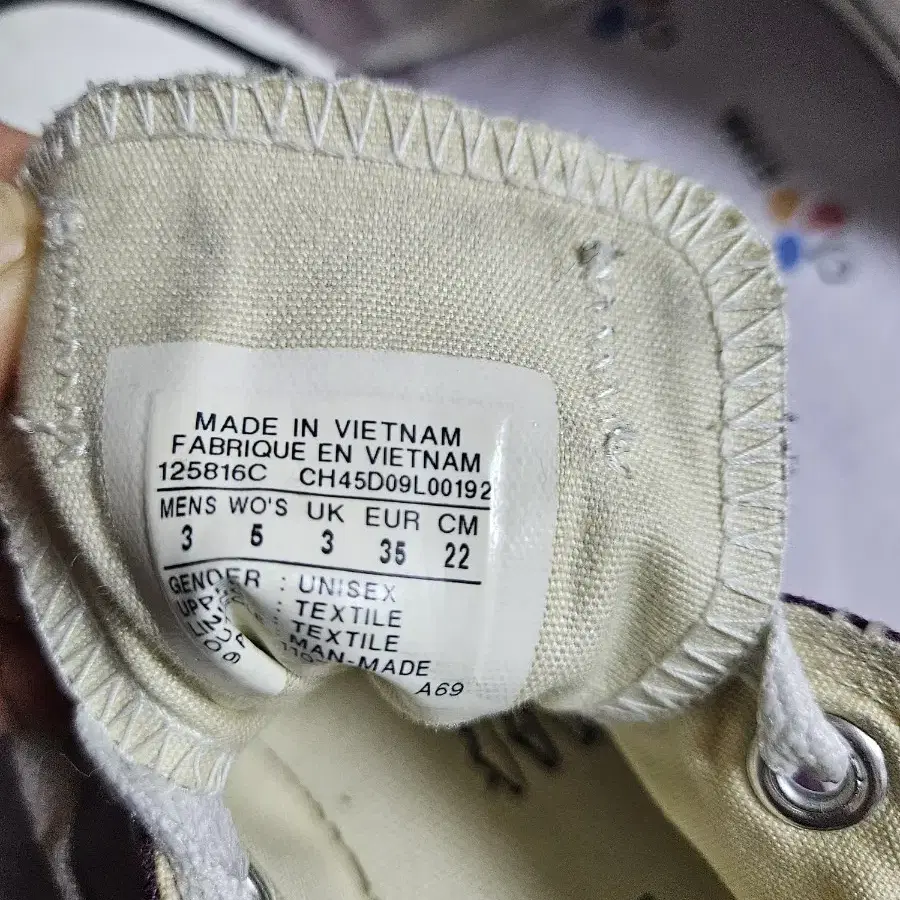 MADE IN VIETNAM
FABRIQUE EN VIETNAM
125816C CH45D09L00192
MENS WO'S UK EUR CM
3 5 3 35 22
GENDER : UNISEX
: TEXTILE
: TEXTILE
MAN-MADE
A69